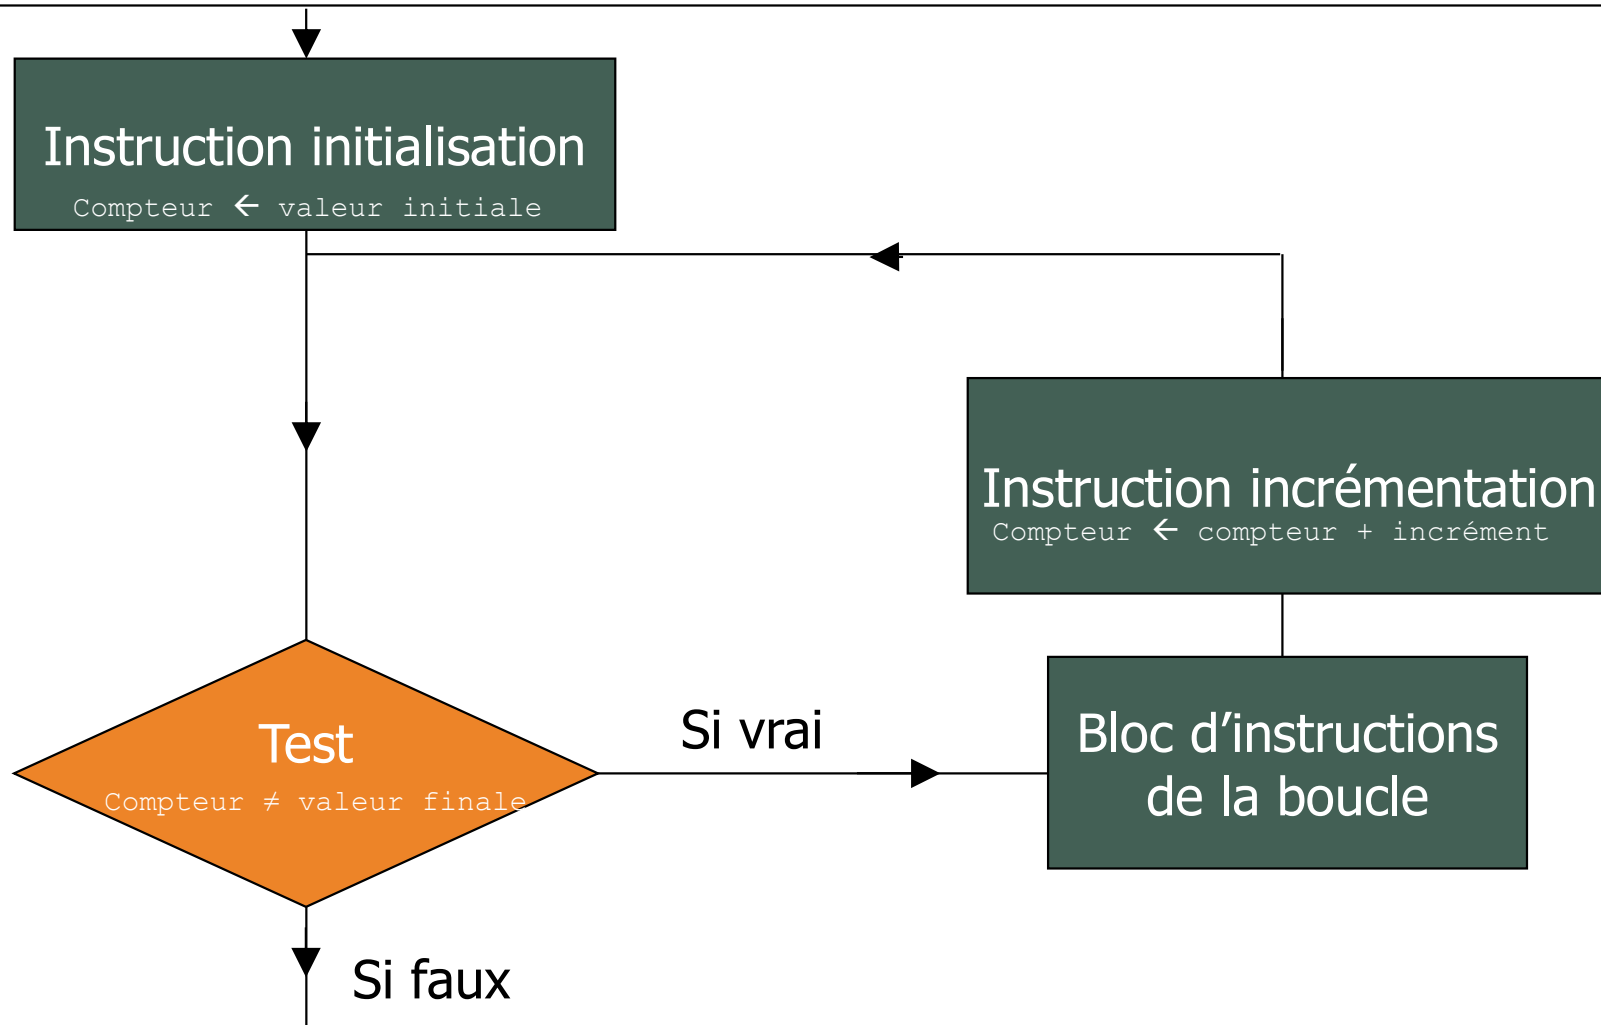 Instruction initialisation
Compteur ← valeur initiale
Instruction incrémentation
Compteur ← compteur + incrément
Test
Compteur ≠ valeur finale
Si vrai
Bloc d’instructions
de la boucle
Si faux